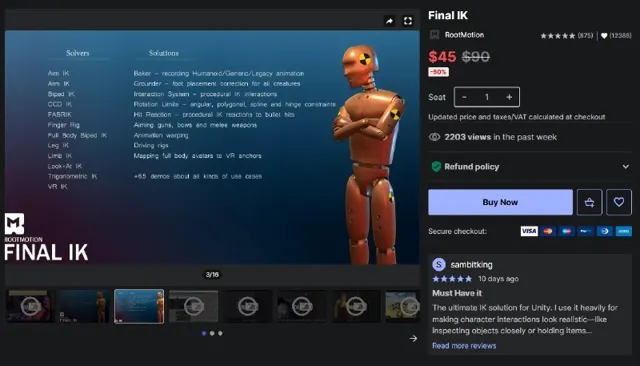 Solvers
Solutions
Aim IK
Arm IK
Biped IK
CCD IK
FABRIK
Finger Rig
Full Body Biped IK
Leg IK
Limb IK
Look-At IK
Trigonometric IK
VR IK
Baker - recording Humanoid/Generic/Legacy animation
Grounder - foot placement correction for all creatures
Interaction System - procedural IK interactions
Rotation Limits - angular, polygonal, spline and hinge constraints
Hit Reaction - procedural IK reactions to bullet hits
Aiming guns, bows and melee weapons
Animation warping
Driving rigs
Mapping full body avatars to VR anchors
+65 demos about all kinds of use cases
ROOTMOTION
FINAL IK
3/16
Final IK
RootMotion
(875) | (12388)
$45 $90
-50%
Seat - 1 +
Updated price and taxes/VAT calculated at checkout
2203 views in the past week
Refund policy
Buy Now
Secure checkout:
VISA
S sambitking
10 days ago
Must Have it
The ultimate IK solution for Unity. I use it heavily for
making character interactions look realistic—like
inspecting objects closely or holding items...
Read more reviews